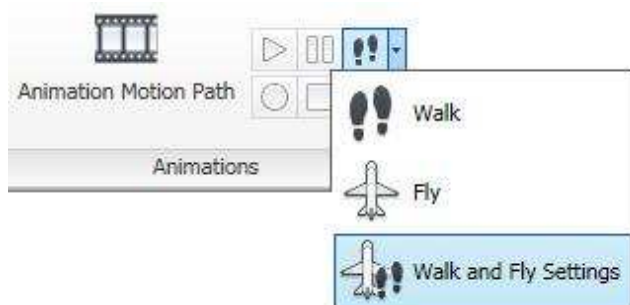 Animation Motion Path
Animations
Walk
Fly
Walk and Fly Settings